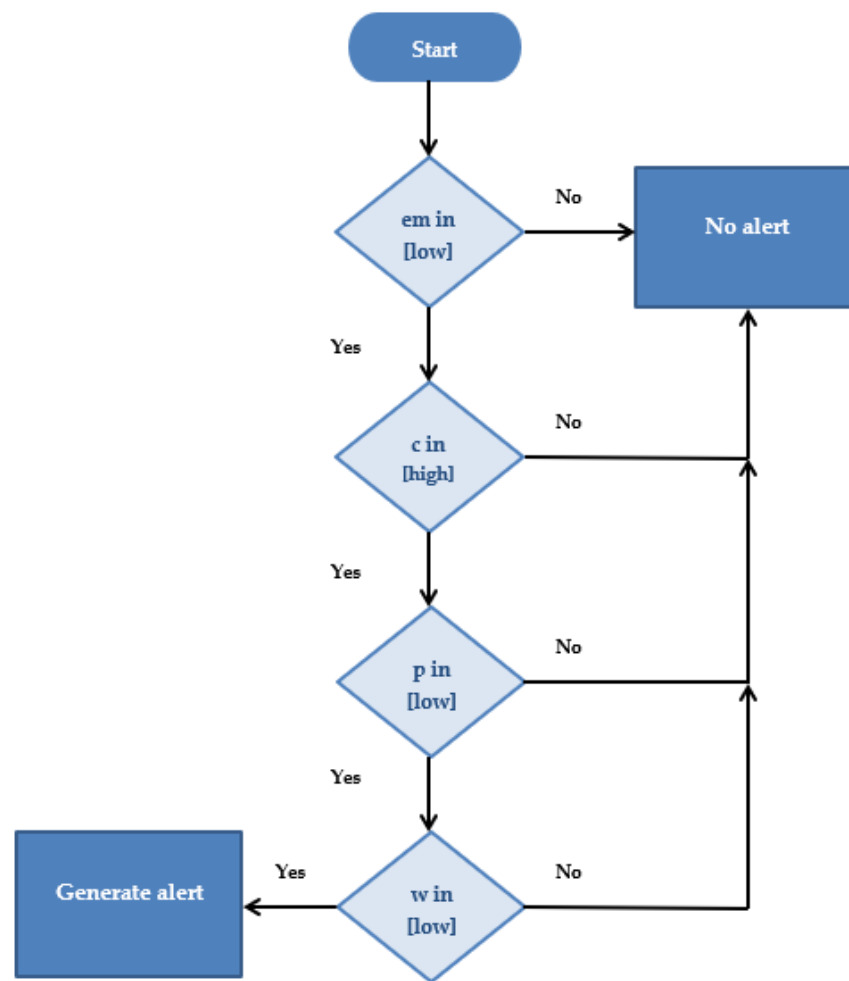 Start
em in
[low]
No
No alert
Yes
c in
[high]
No
Yes
p in
[low]
No
Yes
Generate alert
Yes
w in
[low]
No